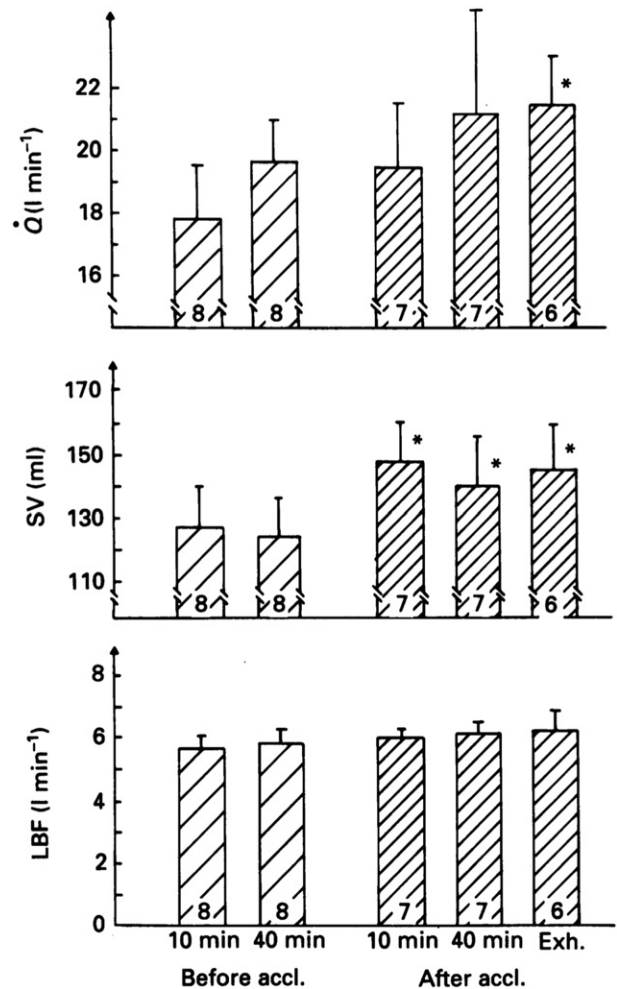 22
20
18
16
Q̇ (l min⁻¹)
*
8 8 7 7 6
170
150
130
110
SV (ml)
* * *
8 8 7 7 6
8
6
4
2
0
LBF (l min⁻¹)
8 8 7 7 6
10 min 40 min 10 min 40 min Exh.
Before accl. After accl.